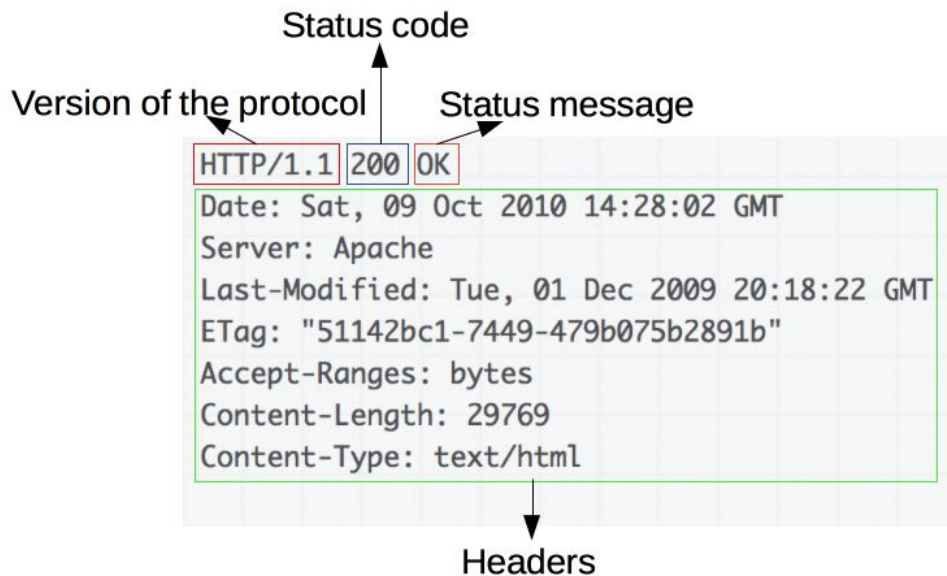 Status code
Version of the protocol
Status message
HTTP/1.1 200 OK
Date: Sat, 09 Oct 2010 14:28:02 GMT
Server: Apache
Last-Modified: Tue, 01 Dec 2009 20:18:22 GMT
ETag: "51142bc1-7449-479b075b2891b"
Accept-Ranges: bytes
Content-Length: 29769
Content-Type: text/html
Headers